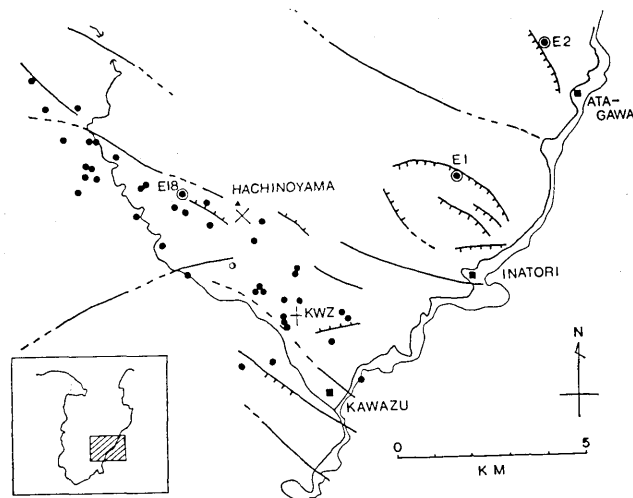 E2
ATA-
GAWA
E1
E18
HACHINOYAMA
INATORI
KWZ
N
KAWAZU
0 5
KM